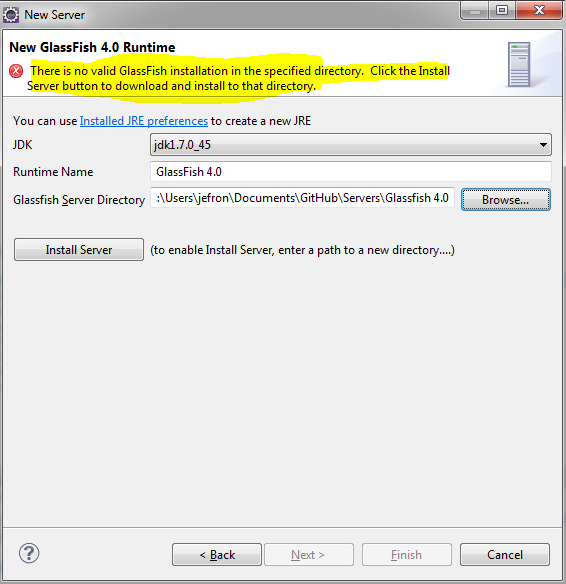 New Server
New GlassFish 4.0 Runtime
There is no valid GlassFish installation in the specified directory. Click the Install
Server button to download and install to that directory.
You can use Installed JRE preferences to create a new JRE
JDK jdk1.7.0_45
Runtime Name GlassFish 4.0
Glassfish Server Directory :\Users\jefron\Documents\GitHub\Servers\Glassfish 4.0 Browse...
Install Server (to enable Install Server, enter a path to a new directory....)
? < Back Next > Finish Cancel